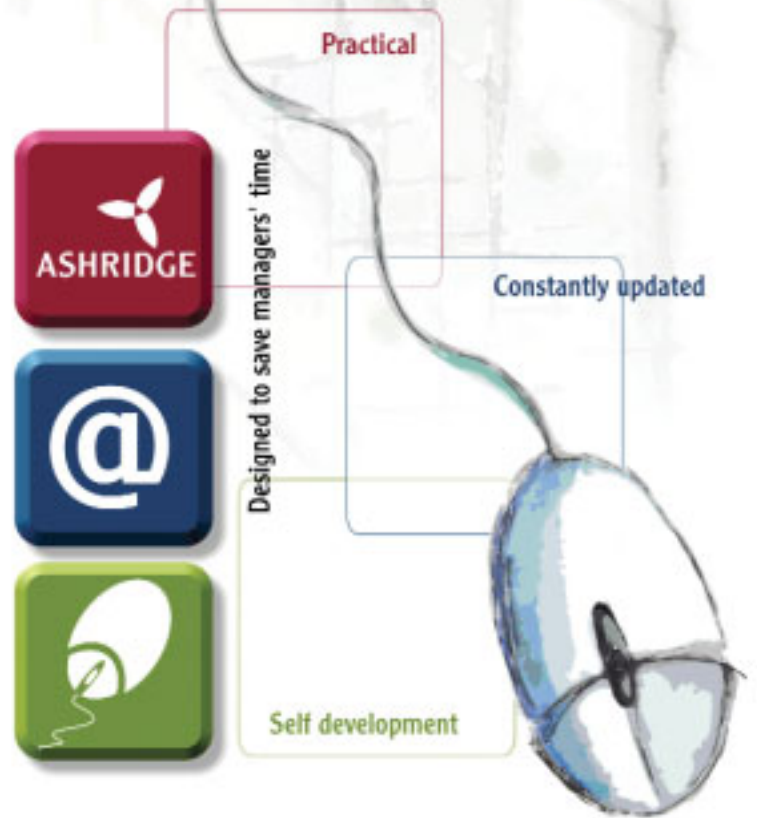 Practical
ASHRIDGE
Designed to save managers' time
Constantly updated
@
Self development